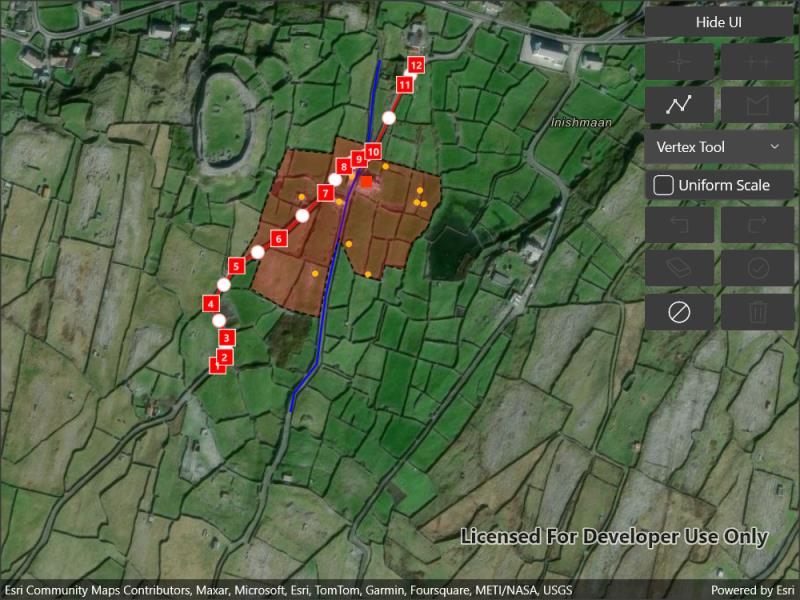 Hide UI
12
11
Inishmaan
Vertex Tool
10
9
8
Uniform Scale
7
6
5
4
3
2
1
Licensed For Developer Use Only
Esri Community Maps Contributors, Maxar, Microsoft, Esri, TomTom, Garmin, Foursquare, METI/NASA, USGS
Powered by Esri